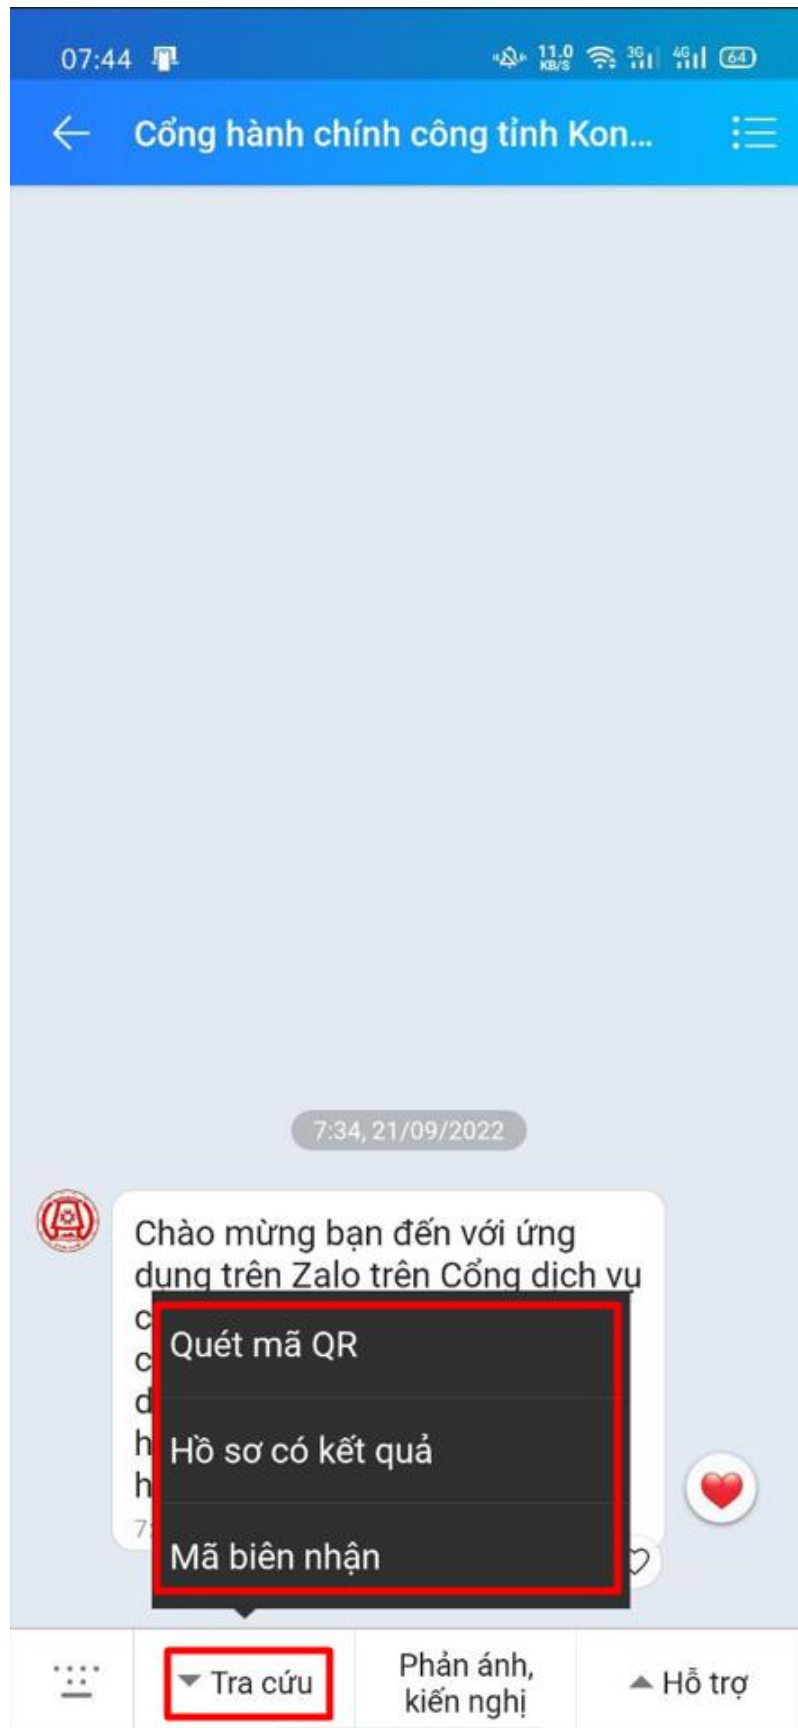 07:44 11.0 KB/S 3G 4G 64
Cổng hành chính công tỉnh Kon...
7:34, 21/09/2022
Chào mừng bạn đến với ứng
dụng trên Zalo trên Cổng dịch vụ
Quét mã QR
Hồ sơ có kết quả
Mã biên nhận
Tra cứu
Phản ánh,
kiến nghị
Hỗ trợ